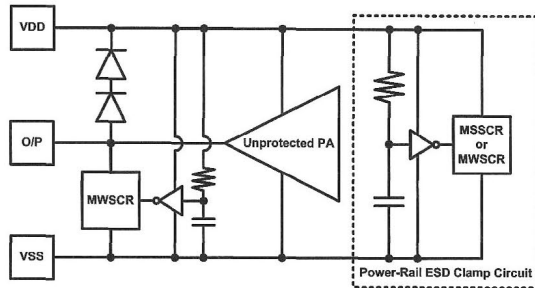 VDD
O/P
Unprotected PA
MWSCR
MSSCR
or
MWSCR
VSS
Power-Rail ESD Clamp Circuit